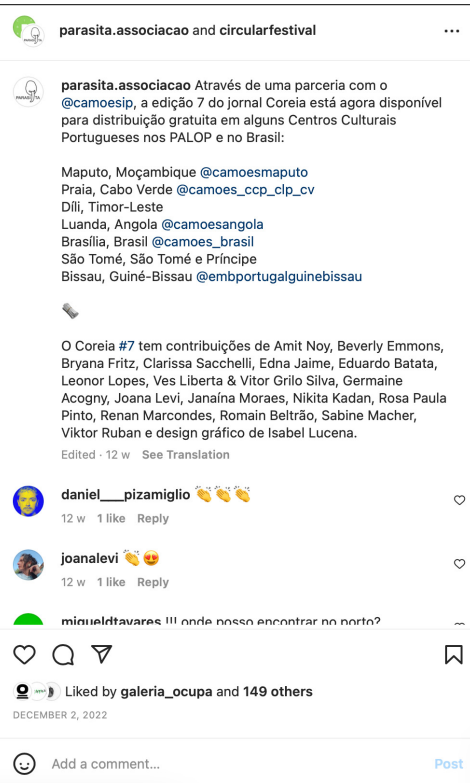 parasita.associacao and circularfestival
PARASITA
parasita.associacao Através de uma parceria com o
@camoesip, a edição 7 do jornal Coreia está agora disponível
para distribuição gratuita em alguns Centros Culturais
Portugueses nos PALOP e no Brasil:
Maputo, Moçambique @camoesmaputo
Praia, Cabo Verde @camoes_ccp_clp_cv
Díli, Timor-Leste
Luanda, Angola @camoesangola
Brasília, Brasil @camoes_brasil
São Tomé, São Tomé e Príncipe
Bissau, Guiné-Bissau @embportugalguinebissau
🗞️
O Coreia #7 tem contribuições de Amit Noy, Beverly Emmons,
Bryana Fritz, Clarissa Sacchelli, Edna Jaime, Eduardo Batata,
Leonor Lopes, Ves Liberta & Vitor Grilo Silva, Germaine
Acogny, Joana Levi, Janaína Moraes, Nikita Kadan, Rosa Paula
Pinto, Renan Marcondes, Romain Beltrão, Sabine Macher,
Viktor Ruban e design gráfico de Isabel Lucena.
Edited · 12 w See Translation
daniel___pizamiglio 👏👏👏
12 w 1 like Reply
joanalevi 👏😍
12 w 1 like Reply
migueldtavares !!! onde posso encontrar no porto?
Liked by galeria_ocupa and 149 others
DECEMBER 2, 2022
Add a comment...
Post